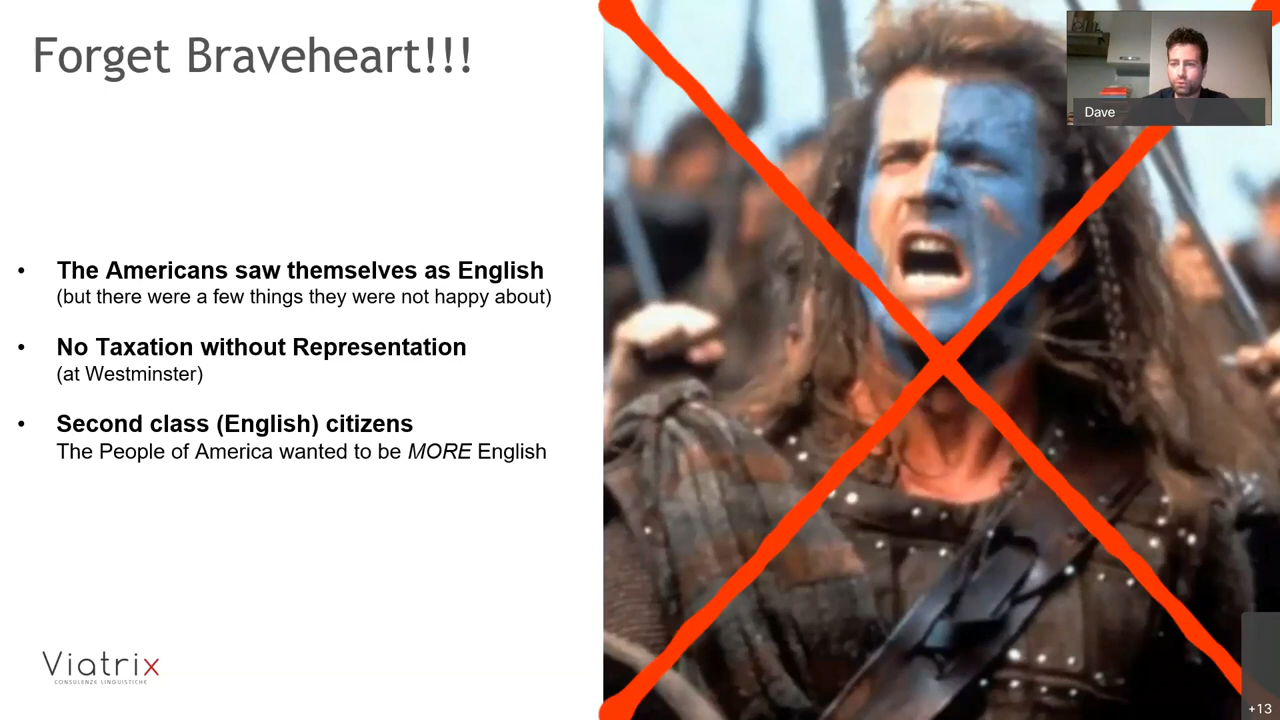 Forget Braveheart!!!
Dave
• The Americans saw themselves as English
(but there were a few things they were not happy about)
• No Taxation without Representation
(at Westminster)
• Second class (English) citizens
The People of America wanted to be MORE English
Viatrix
CONSULENZE LINGUISTICHE
+13